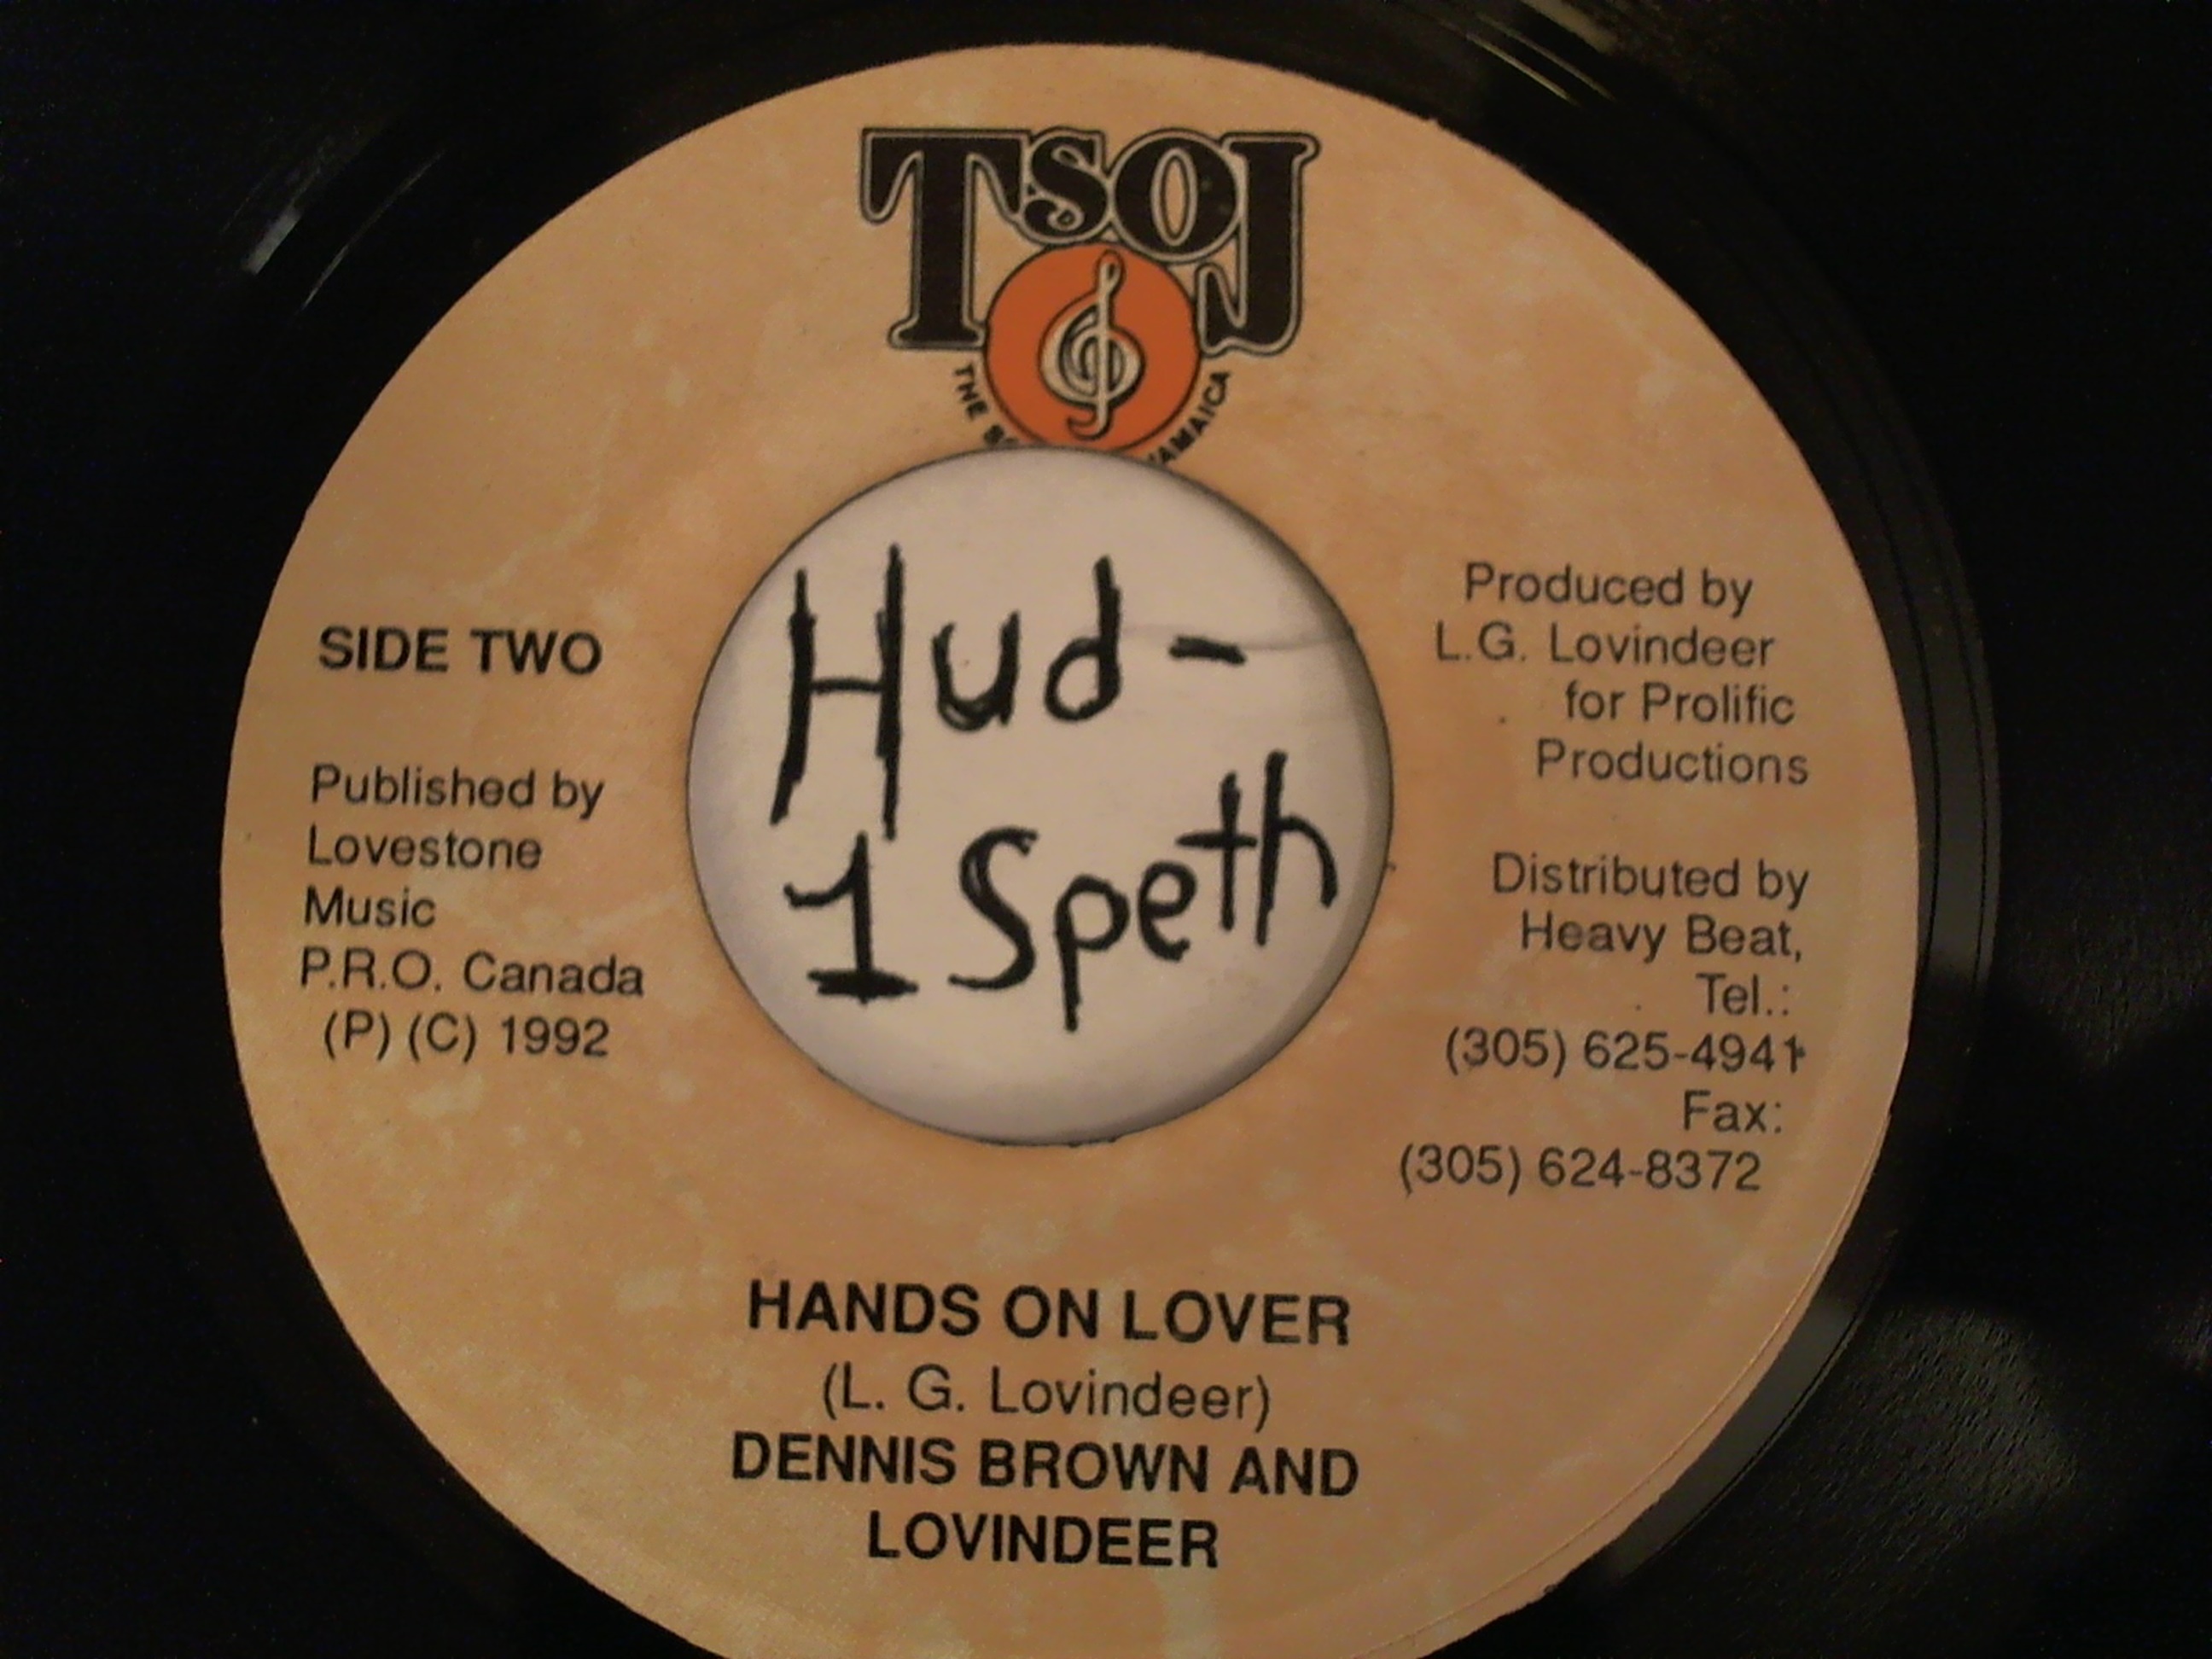 TSOJ
THE JAMAICA
SIDE TWO
Published by
Lovestone
Music
P.R.O. Canada
(P) (C) 1992
Hud-
1 Speth
Produced by
L.G. Lovindeer
for Prolific
Productions
Distributed by
Heavy Beat,
Tel.:
(305) 625-4941
Fax:
(305) 624-8372
HANDS ON LOVER
(L. G. Lovindeer)
DENNIS BROWN AND
LOVINDEER